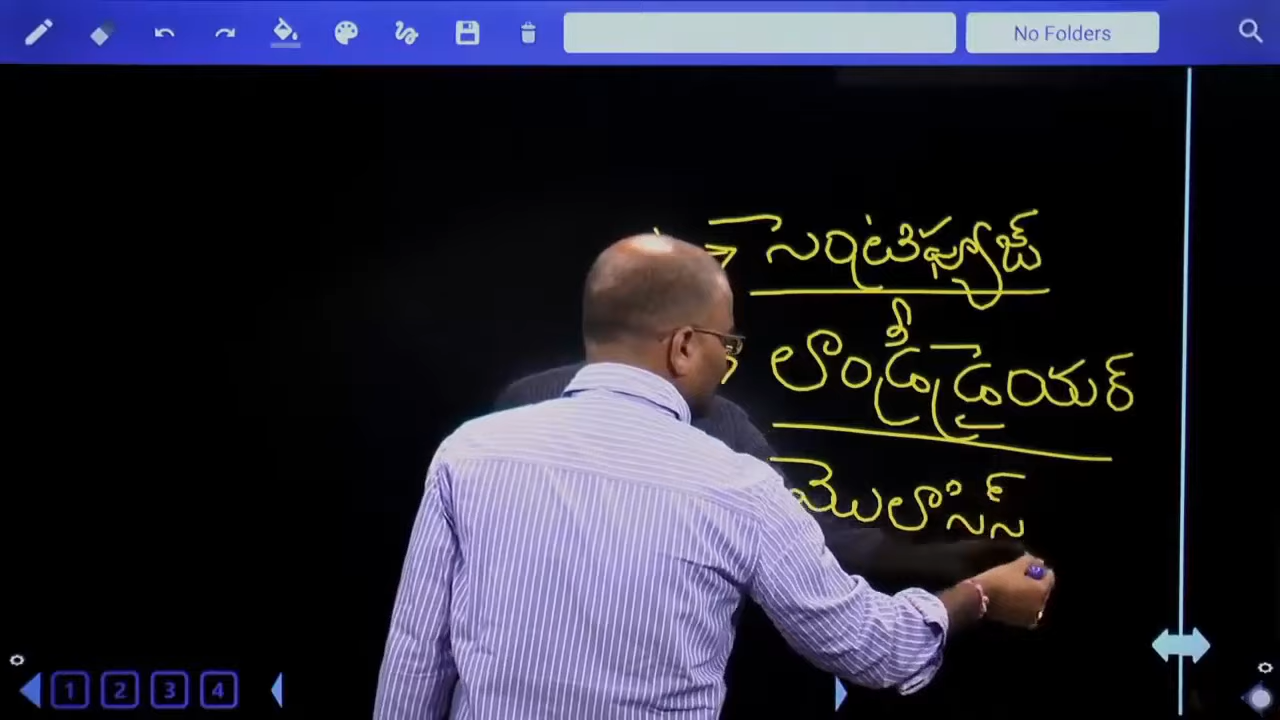 No Folders
→ సెంట్రిఫ్యూజ్
లాండ్రీడ్రైయర్
మొలాసిస్
1 2 3 4